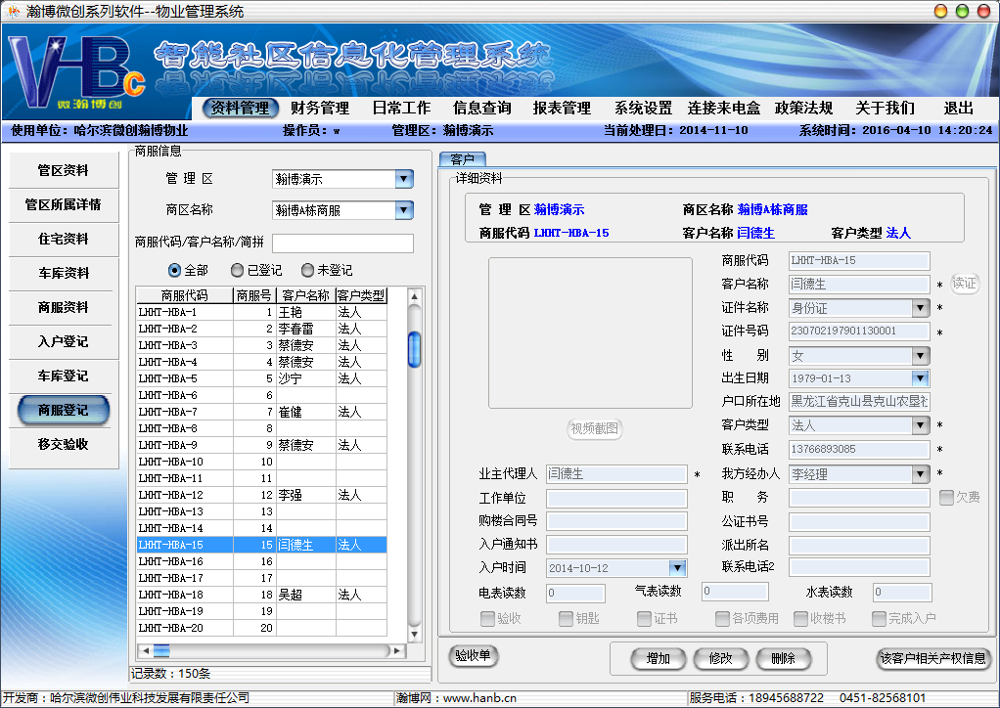 瀚博微创系列软件--物业管理系统
VHBc
微瀚博创
智能社区信息化管理系统
资料管理 财务管理 日常工作 信息查询 报表管理 系统设置 连接来电盒 政策法规 关于我们 退出
使用单位：哈尔滨微创瀚博物业 操作员：w 管理区：瀚博演示 当前处理日：2014-11-10 系统时间：2016-04-10 14:20:24
管区资料
管区所属详情
住宅资料
车库资料
商服资料
入户登记
车库登记
商服登记
移交验收
商服信息
管 理 区 瀚博演示
商区名称 瀚博A栋商服
商服代码/客户名称/简拼
全部 已登记 未登记
商服代码 商服号 客户名称 客户类型
LHHT-HBA-1 1 王艳 法人
LHHT-HBA-2 2 李春雷 法人
LHHT-HBA-3 3 蔡德安 法人
LHHT-HBA-4 4 蔡德安 法人
LHHT-HBA-5 5 沙宁 法人
LHHT-HBA-6 6
LHHT-HBA-7 7 崔健 法人
LHHT-HBA-8 8
LHHT-HBA-9 9 蔡德安 法人
LHHT-HBA-10 10
LHHT-HBA-11 11
LHHT-HBA-12 12 李强 法人
LHHT-HBA-13 13
LHHT-HBA-14 14
LHHT-HBA-15 15 闫德生 法人
LHHT-HBA-16 16
LHHT-HBA-17 17
LHHT-HBA-18 18 吴超 法人
LHHT-HBA-19 19
LHHT-HBA-20 20
记录数：150条
客户
详细资料
管 理 区 瀚博演示 商区名称 瀚博A栋商服
商服代码 LHHT-HBA-15 客户名称 闫德生 客户类型 法人
商服代码 LHHT-HBA-15
客户名称 闫德生 * 读证
证件名称 身份证 *
证件号码 230702197901130001 *
性 别 女
出生日期 1979-01-13
户口所在地 黑龙江省克山县克山农垦社
视频截图
客户类型 法人 *
联系电话 13766893085 *
业主代理人 闫德生 * 我方经办人 李经理 *
工作单位 职 务 欠费
购楼合同号 公证书号
入户通知书 派出所名
入户时间 2014-10-12 联系电话2
电表读数 0 气表读数 0 水表读数 0
验收 钥匙 证书 各项费用 收楼书 完成入户
验收单 增加 修改 删除 该客户相关产权信息
开发商：哈尔滨微创伟业科技发展有限责任公司 瀚博网：www.hanb.cn 服务电话：18945688722 0451-82568101